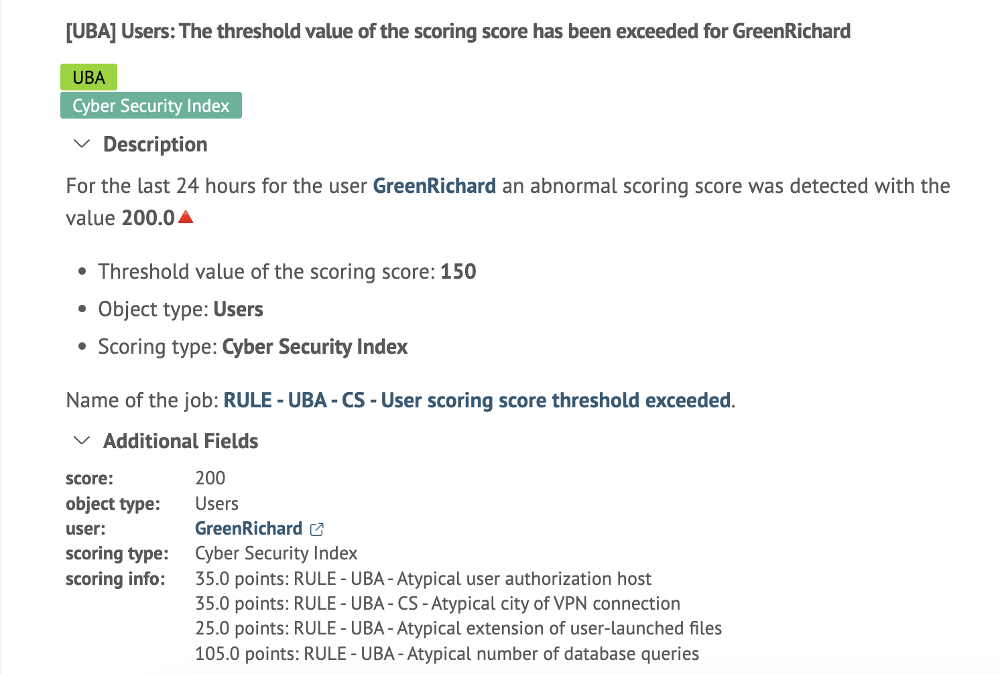 [UBA] Users: The threshold value of the scoring score has been exceeded for GreenRichard
UBA
Cyber Security Index
Description
For the last 24 hours for the user GreenRichard an abnormal scoring score was detected with the
value 200.0
• Threshold value of the scoring score: 150
• Object type: Users
• Scoring type: Cyber Security Index
Name of the job: RULE - UBA - CS - User scoring score threshold exceeded.
Additional Fields
score: 200
object type: Users
user: GreenRichard
scoring type: Cyber Security Index
scoring info: 35.0 points: RULE - UBA - Atypical user authorization host
35.0 points: RULE - UBA - CS - Atypical city of VPN connection
25.0 points: RULE - UBA - Atypical extension of user-launched files
105.0 points: RULE - UBA - Atypical number of database queries